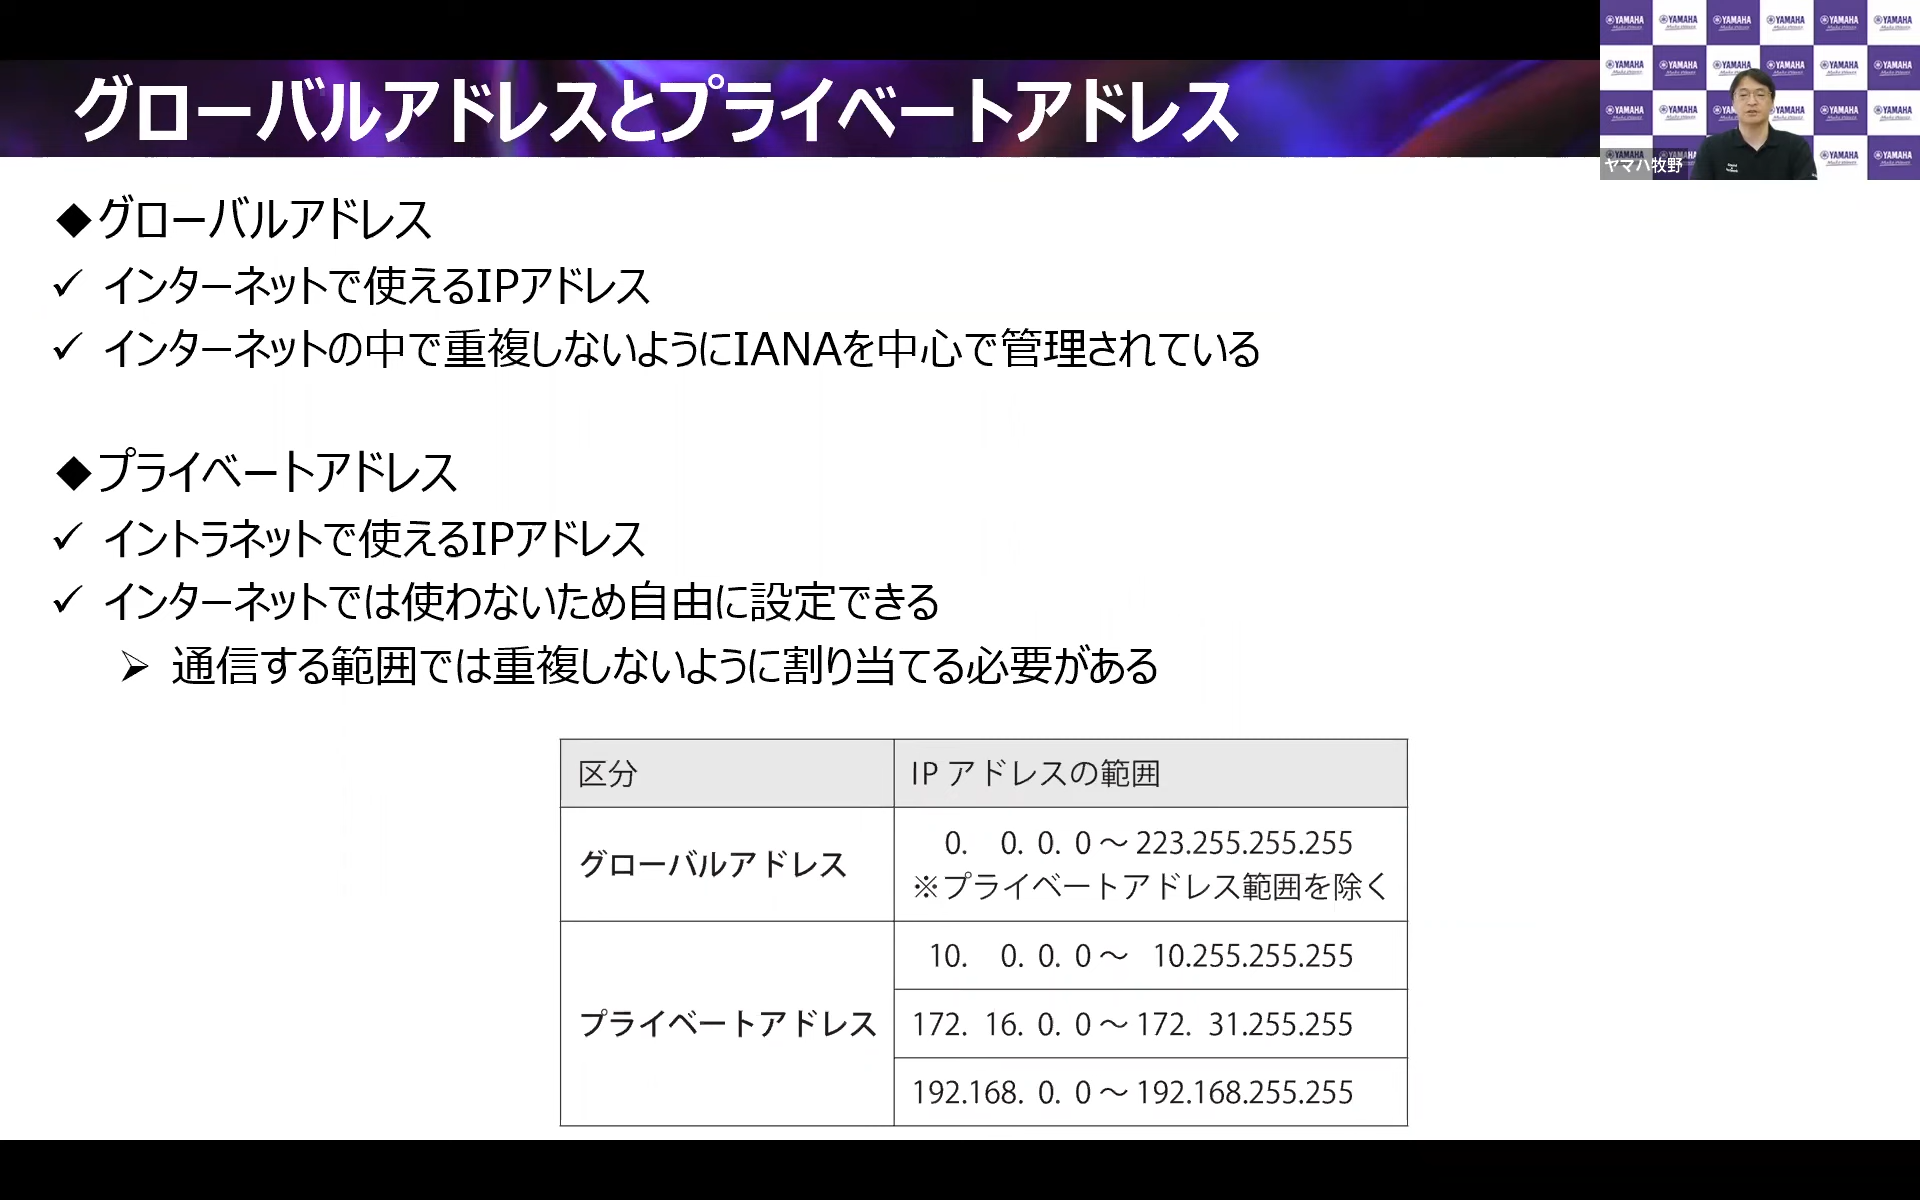 グローバルアドレスとプライベートアドレス
YAMAHA
ヤマハ牧野
◆グローバルアドレス
✓ インターネットで使えるIPアドレス
✓ インターネットの中で重複しないようにIANAを中心で管理されている
◆プライベートアドレス
✓ イントラネットで使えるIPアドレス
✓ インターネットでは使わないため自由に設定できる
➢ 通信する範囲では重複しないように割り当てる必要がある
区分 IP アドレスの範囲
グローバルアドレス 0. 0. 0. 0 〜 223.255.255.255
※プライベートアドレス範囲を除く
プライベートアドレス 10. 0. 0. 0 〜 10.255.255.255
172. 16. 0. 0 〜 172. 31.255.255
192.168. 0. 0 〜 192.168.255.255